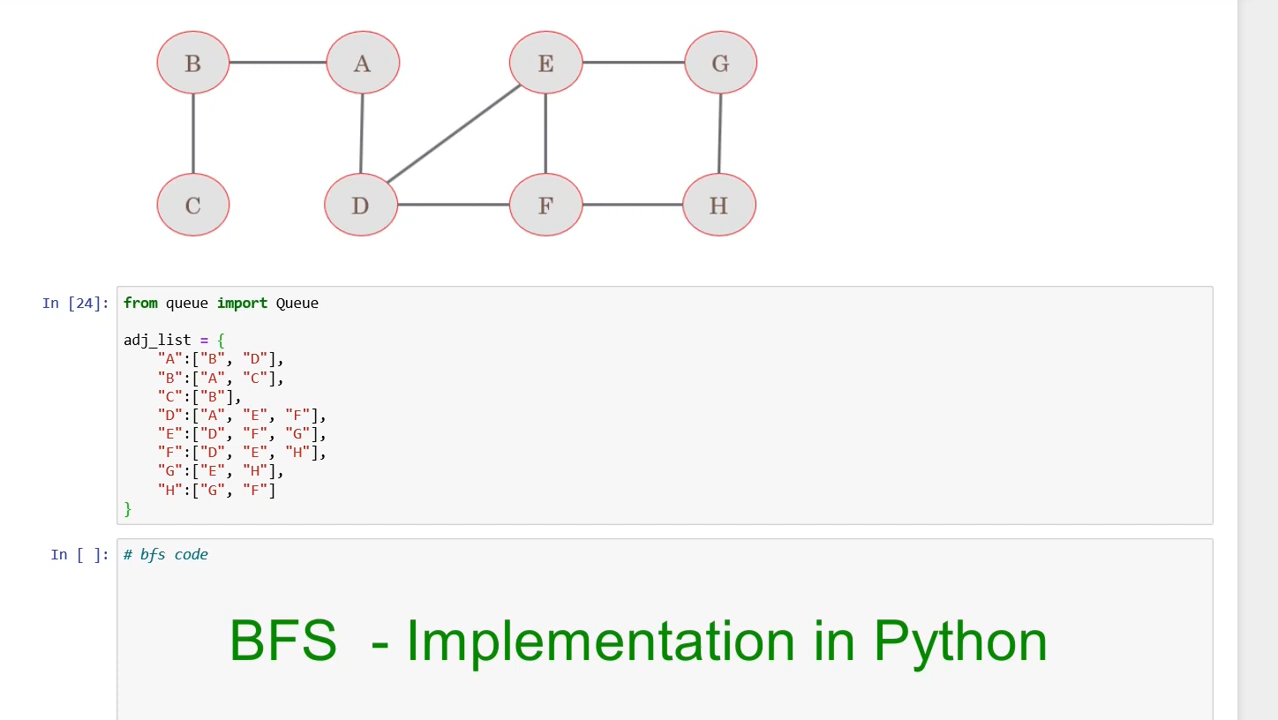 B A E G
C D F H
In [24]: from queue import Queue
adj_list = {
"A":["B", "D"],
"B":["A", "C"],
"C":["B"],
"D":["A", "E", "F"],
"E":["D", "F", "G"],
"F":["D", "E", "H"],
"G":["E", "H"],
"H":["G", "F"]
}
In [ ]: # bfs code
BFS - Implementation in Python